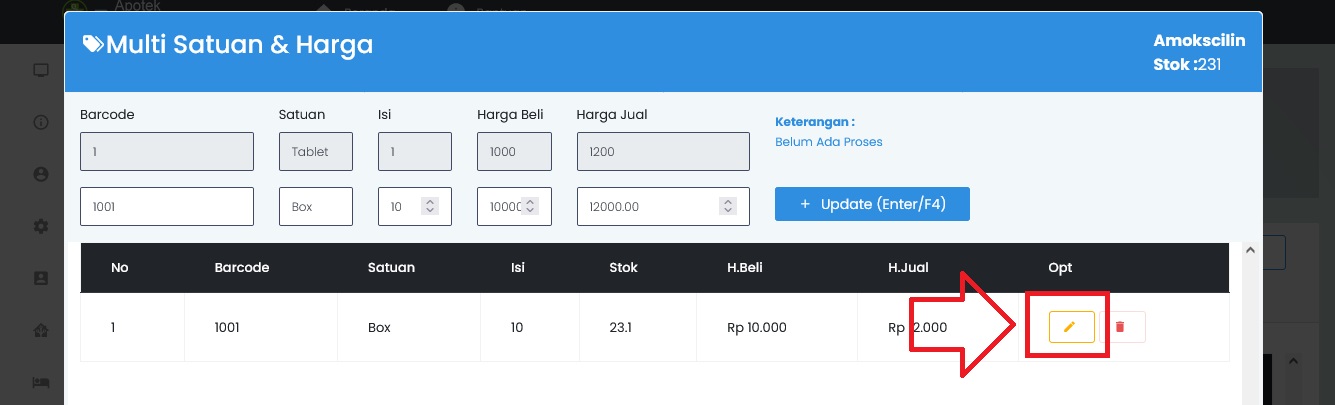 Apotek
Beranda
Multi Satuan & Harga
Amokscilin
Stok :231
Barcode Satuan Isi Harga Beli Harga Jual
Keterangan :
Belum Ada Proses
1 Tablet 1 1000 1200
1001 Box 10 10000 12000.00
+ Update (Enter/F4)
No Barcode Satuan Isi Stok H.Beli H.Jual Opt
1 1001 Box 10 23.1 Rp 10.000 Rp 2.000